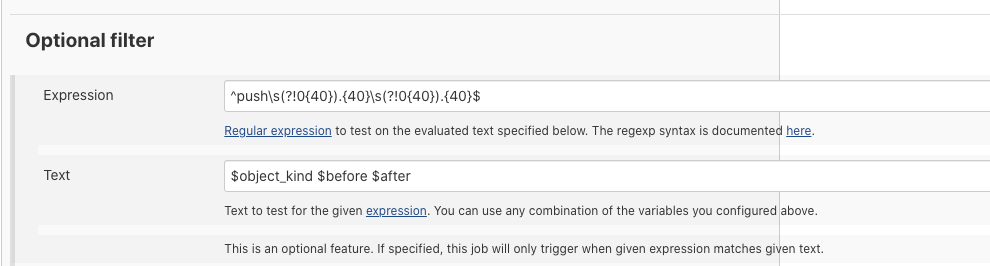 Optional filter
Expression
^push\s(?!0{40}).{40}\s(?!0{40}).{40}$
Regular expression to test on the evaluated text specified below. The regexp syntax is documented here.
Text
$object_kind $before $after
Text to test for the given expression. You can use any combination of the variables you configured above.
This is an optional feature. If specified, this job will only trigger when given expression matches given text.